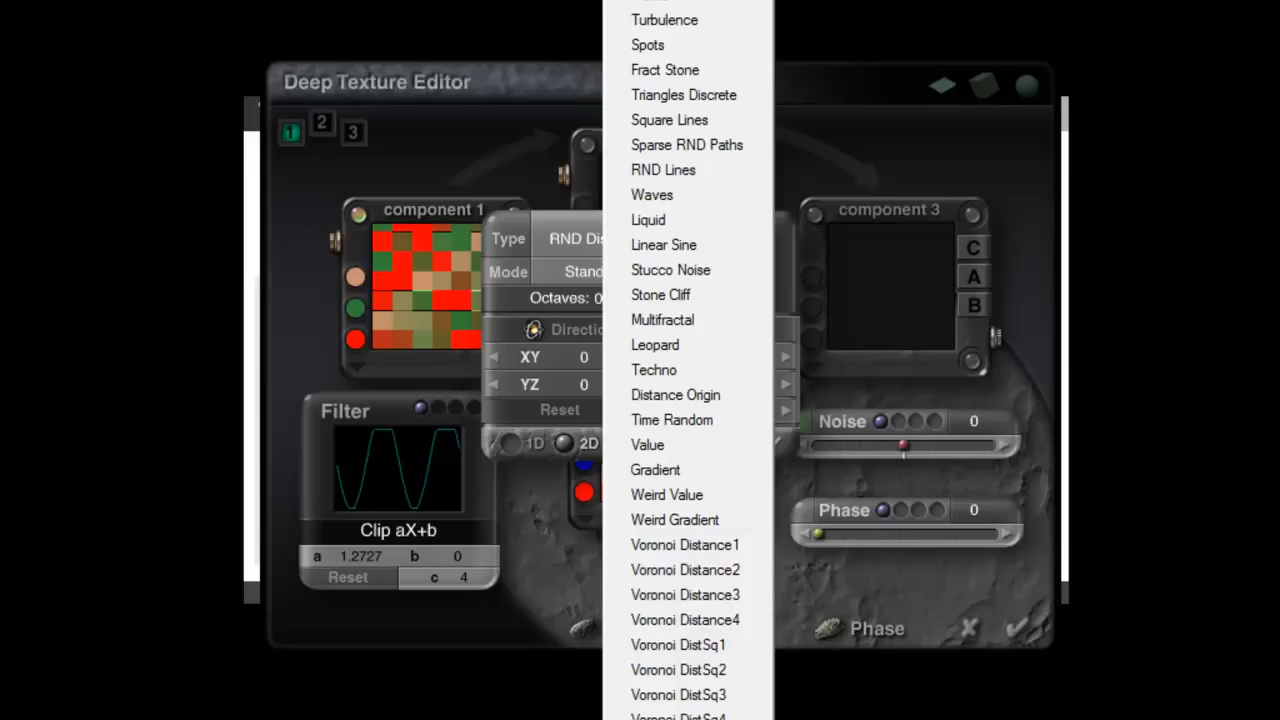 Deep Texture Editor
1
2
3
component 1
Type
RND Dis
Mode
Stand
Octaves: 0
Directio
XY 0
YZ 0
Reset
1D 2D
Filter
Clip aX+b
a 1.2727 b 0
Reset c 4
Turbulence
Spots
Fract Stone
Triangles Discrete
Square Lines
Sparse RND Paths
RND Lines
Waves
Liquid
Linear Sine
Stucco Noise
Stone Cliff
Multifractal
Leopard
Techno
Distance Origin
Time Random
Value
Gradient
Weird Value
Weird Gradient
Voronoi Distance1
Voronoi Distance2
Voronoi Distance3
Voronoi Distance4
Voronoi DistSq1
Voronoi DistSq2
Voronoi DistSq3
Voronoi DistSq4
component 3
C
A
B
Noise 0
Phase 0
Phase